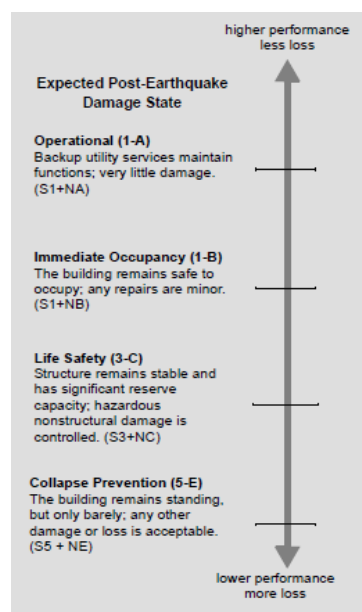 higher performance
less loss
Expected Post-Earthquake
Damage State
Operational (1-A)
Backup utility services maintain
functions; very little damage.
(S1+NA)
Immediate Occupancy (1-B)
The building remains safe to
occupy; any repairs are minor.
(S1+NB)
Life Safety (3-C)
Structure remains stable and
has significant reserve
capacity; hazardous
nonstructural damage is
controlled. (S3+NC)
Collapse Prevention (5-E)
The building remains standing,
but only barely; any other
damage or loss is acceptable.
(S5 + NE)
lower performance
more loss